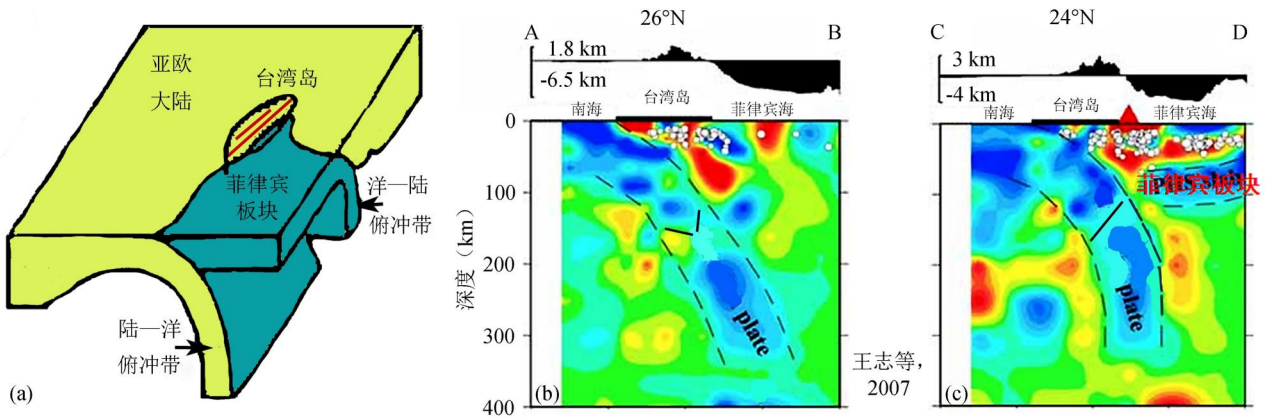 亚欧
大陆
台湾岛
菲律宾
板块
洋—陆
俯冲带
陆—洋
俯冲带
(a)
26°N
A
B
1.8 km
-6.5 km
南海
台湾岛
菲律宾海
0
100
200
300
400
深度（km）
plate
(b)
王志等，
2007
24°N
C
D
3 km
-4 km
南海
台湾岛
菲律宾海
菲律宾板块
plate
(c)